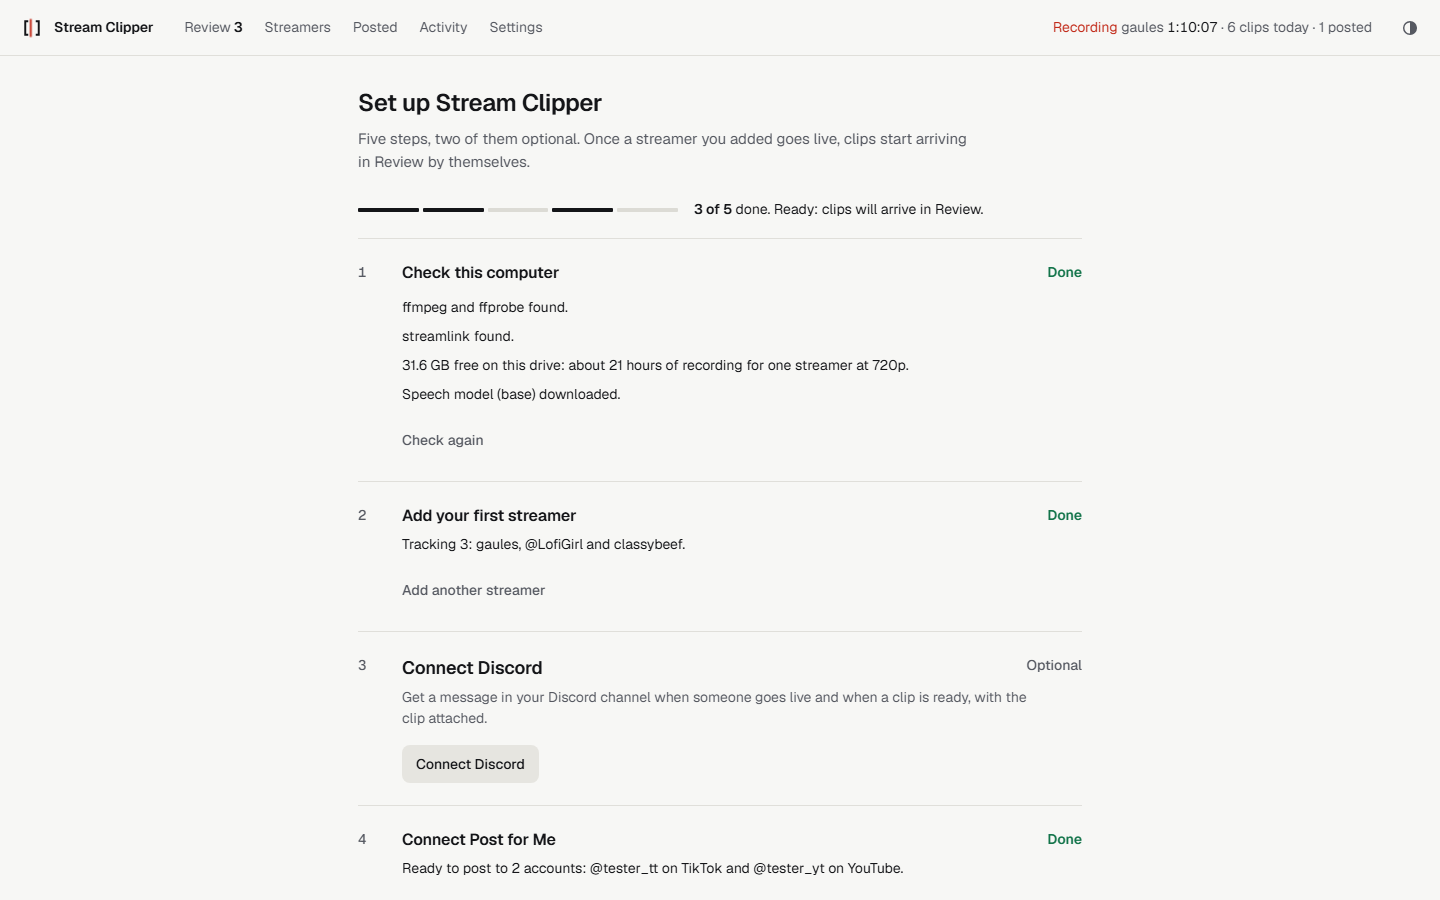 Stream Clipper
Review 3
Streamers
Posted
Activity
Settings
Recording gaules 1:10:07 · 6 clips today · 1 posted
Set up Stream Clipper
Five steps, two of them optional. Once a streamer you added goes live, clips start arriving
in Review by themselves.
3 of 5 done. Ready: clips will arrive in Review.
1
Check this computer
Done
ffmpeg and ffprobe found.
streamlink found.
31.6 GB free on this drive: about 21 hours of recording for one streamer at 720p.
Speech model (base) downloaded.
Check again
2
Add your first streamer
Done
Tracking 3: gaules, @LofiGirl and classybeef.
Add another streamer
3
Connect Discord
Optional
Get a message in your Discord channel when someone goes live and when a clip is ready, with the
clip attached.
Connect Discord
4
Connect Post for Me
Done
Ready to post to 2 accounts: @tester_tt on TikTok and @tester_yt on YouTube.